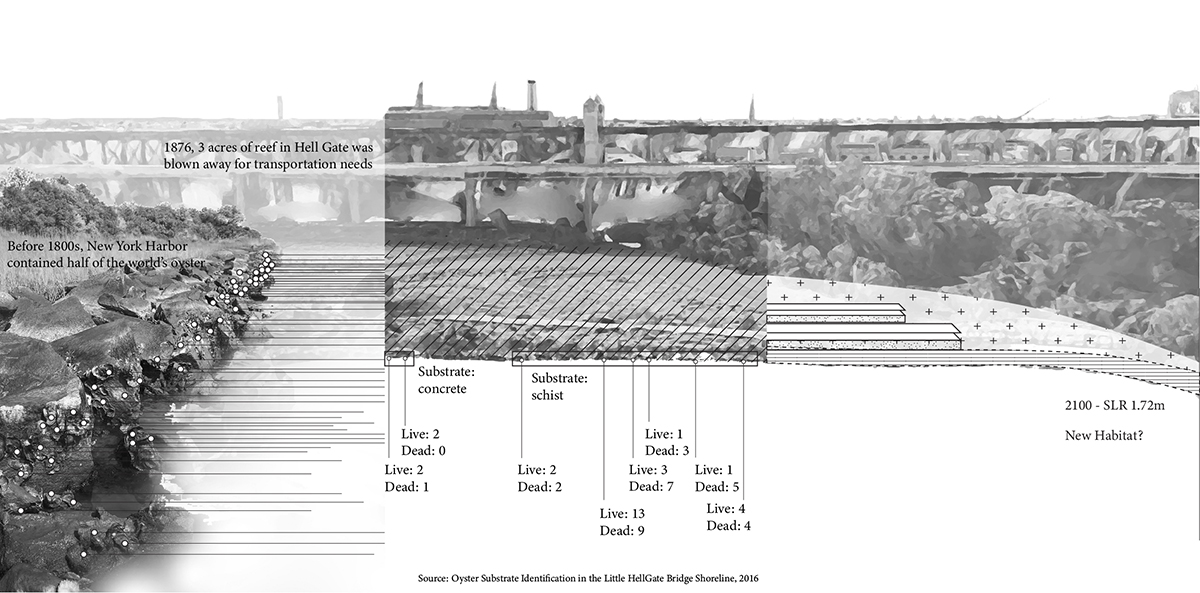 1876, 3 acres of reef in Hell Gate was
blown away for transportation needs
Before 1800s, New York Harbor
contained half of the world's oyster
Substrate:
concrete
Substrate:
schist
Live: 2
Dead: 0
Live: 2
Dead: 1
Live: 2
Dead: 2
Live: 13
Dead: 9
Live: 3
Dead: 7
Live: 1
Dead: 3
Live: 1
Dead: 5
Live: 4
Dead: 4
2100 - SLR 1.72m
New Habitat?
Source: Oyster Substrate Identification in the Little HellGate Bridge Shoreline, 2016